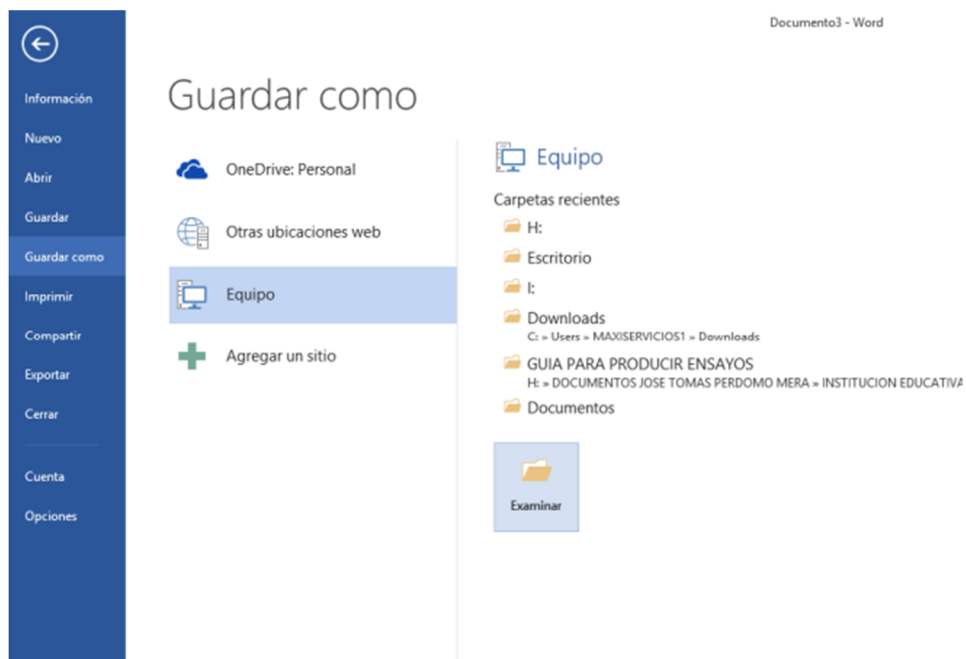 Documento3 - Word
Información
Nuevo
Abrir
Guardar
Guardar como
Imprimir
Compartir
Exportar
Cerrar
Cuenta
Opciones
Guardar como
OneDrive: Personal
Otras ubicaciones web
Equipo
Agregar un sitio
Equipo
Carpetas recientes
H:
Escritorio
I:
Downloads
C: » Users » MAXISERVICIOS1 » Downloads
GUIA PARA PRODUCIR ENSAYOS
H: » DOCUMENTOS JOSE TOMAS PERDOMO MERA » INSTITUCION EDUCATIVA
Documentos
Examinar